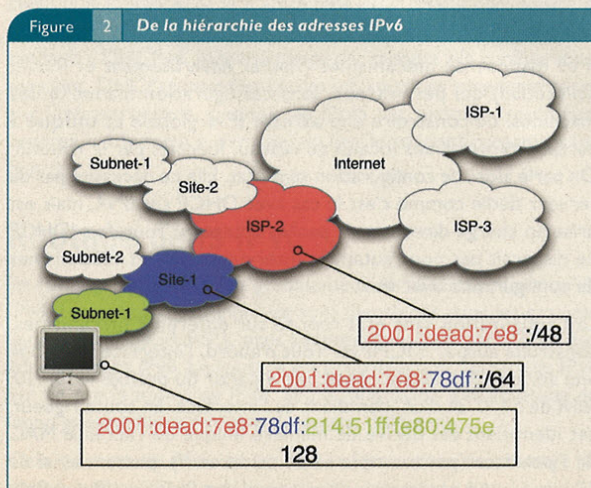 Figure 2 De la hiérarchie des adresses IPv6
ISP-1
Internet
Subnet-1
Site-2
ISP-2
ISP-3
Subnet-2
Site-1
Subnet-1
2001:dead:7e8 :/48
2001:dead:7e8:78df :/64
2001:dead:7e8:78df:214:51ff:fe80:475e
128